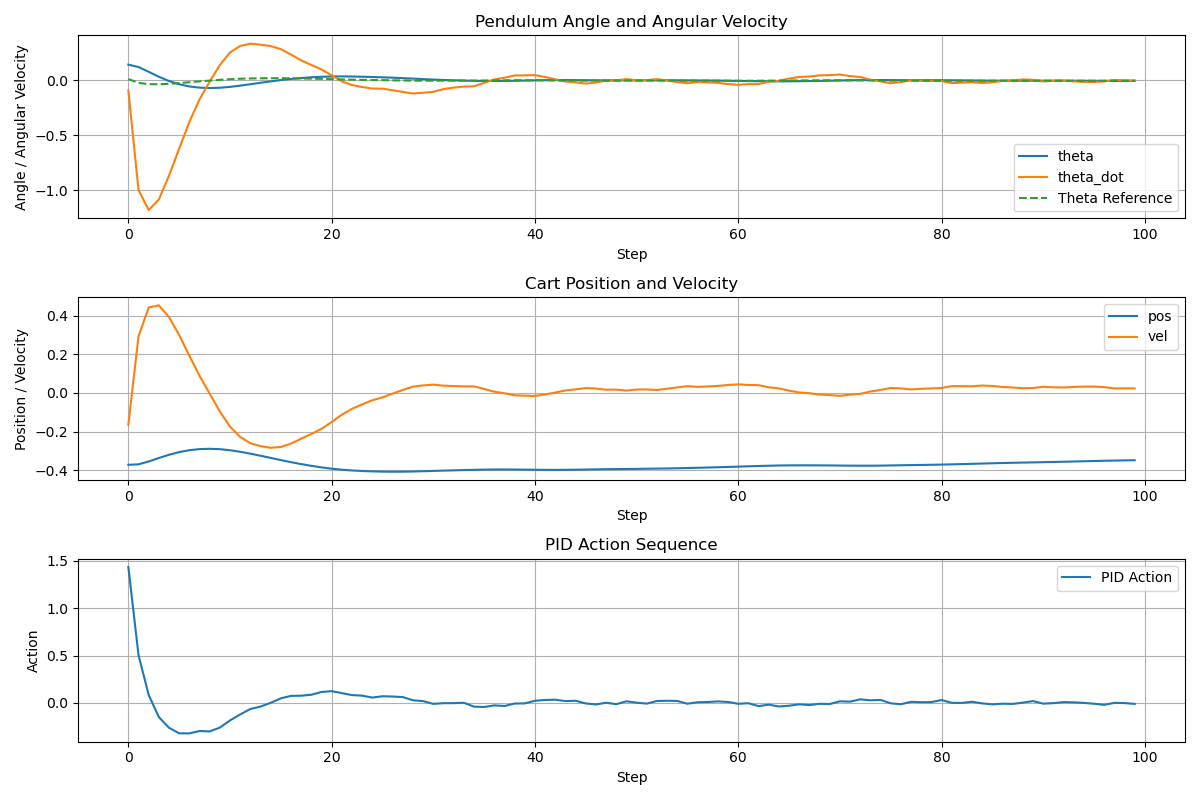 Pendulum Angle and Angular Velocity
Angle / Angular Velocity
0.0
−0.5
−1.0
theta
theta_dot
Theta Reference
0 20 40 60 80 100
Step
Cart Position and Velocity
Position / Velocity
0.4
0.2
0.0
−0.2
−0.4
pos
vel
0 20 40 60 80 100
Step
PID Action Sequence
Action
1.5
1.0
0.5
0.0
PID Action
0 20 40 60 80 100
Step